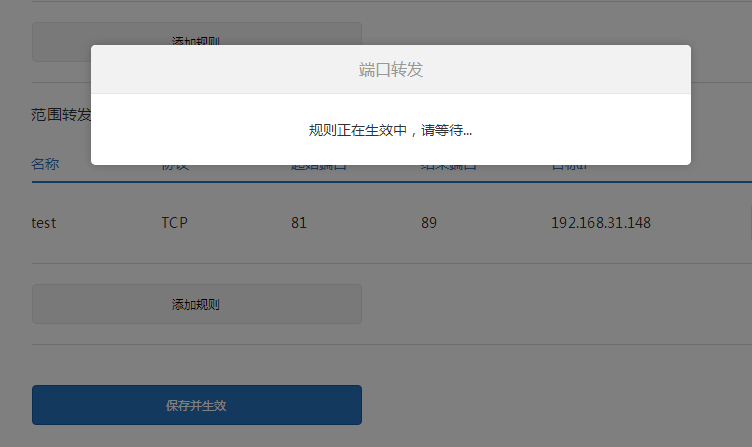 添加规则
端口转发
范围转发
规则正在生效中，请等待...
名称 协议 起始端口 结束端口 目标IP
test TCP 81 89 192.168.31.148
添加规则
保存并生效